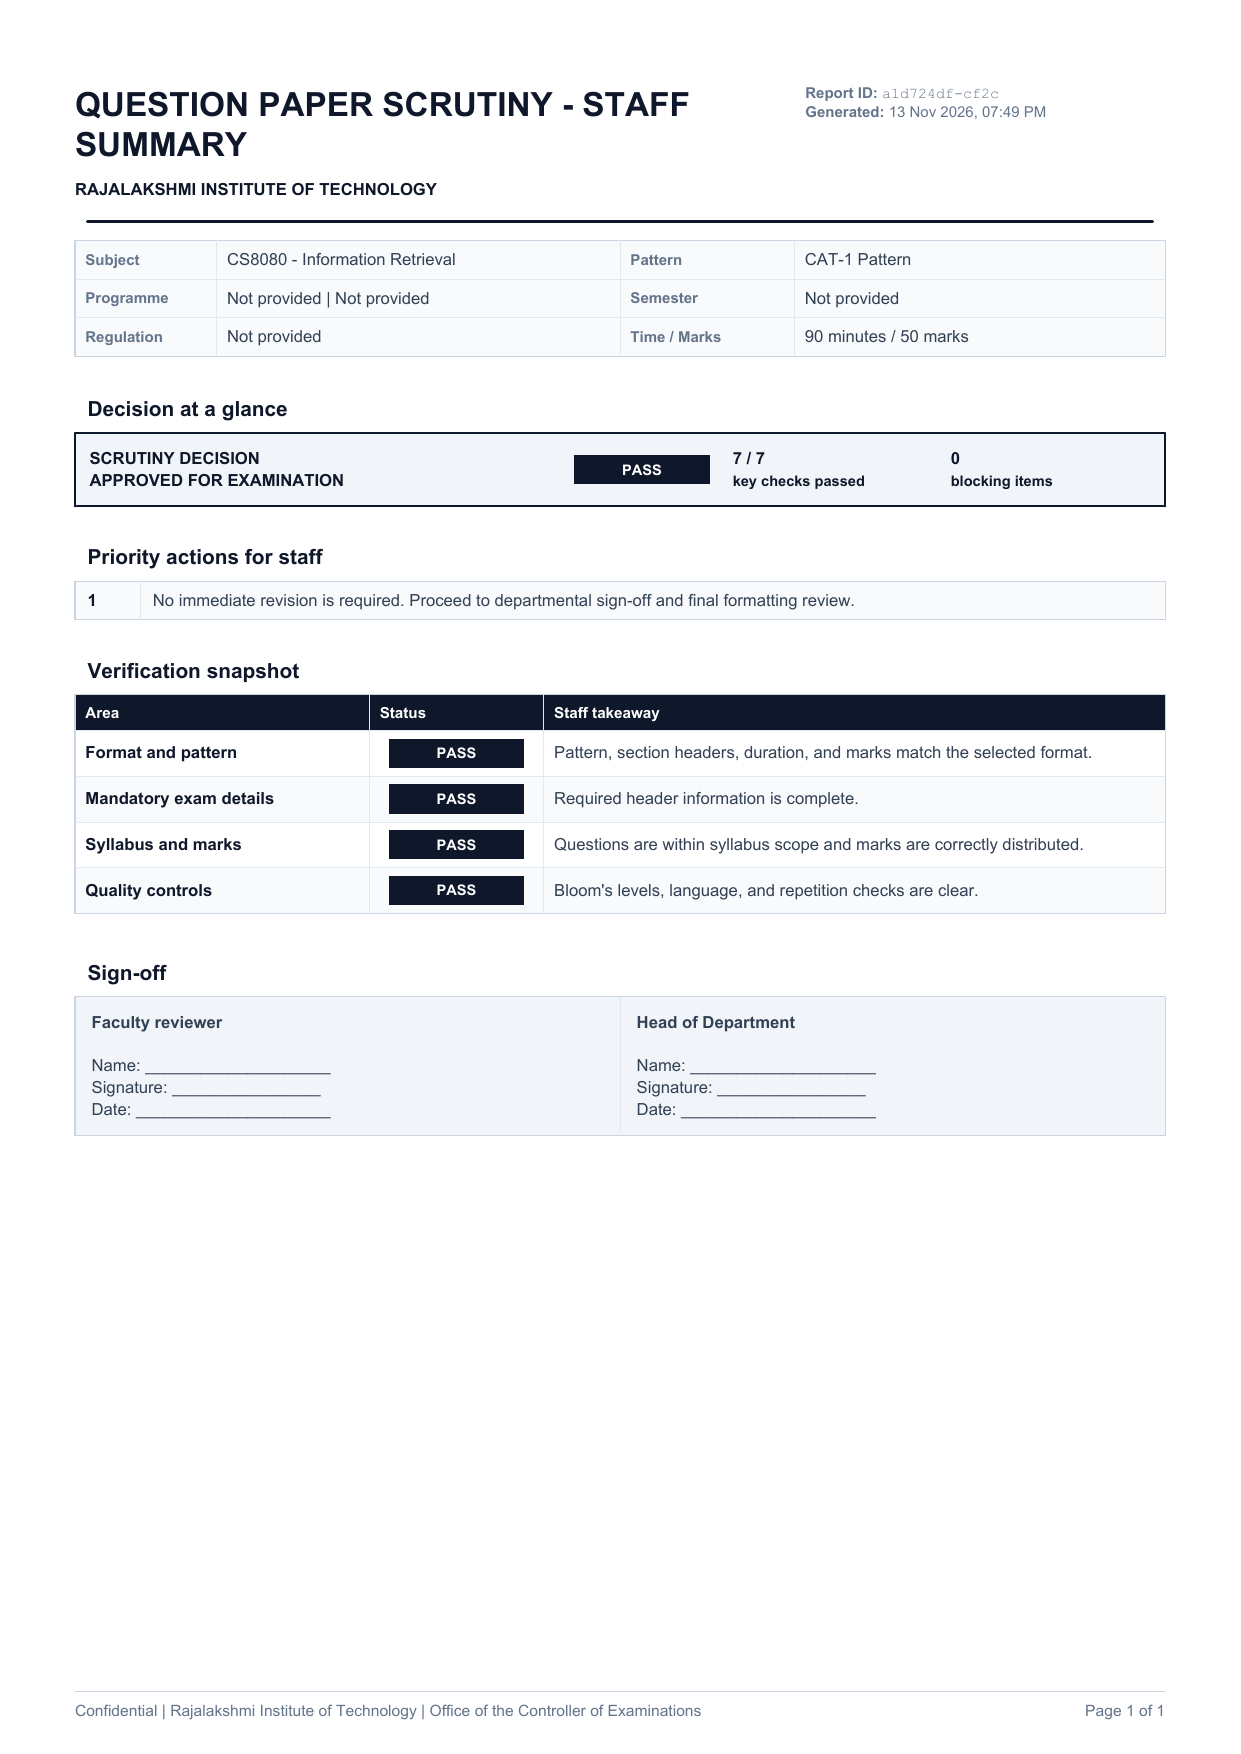 QUESTION PAPER SCRUTINY - STAFF
SUMMARY
Report ID: a1d724df-cf2c
Generated: 13 Nov 2026, 07:49 PM
RAJALAKSHMI INSTITUTE OF TECHNOLOGY
Subject CS8080 - Information Retrieval Pattern CAT-1 Pattern
Programme Not provided | Not provided Semester Not provided
Regulation Not provided Time / Marks 90 minutes / 50 marks
Decision at a glance
SCRUTINY DECISION
APPROVED FOR EXAMINATION
PASS
7 / 7
key checks passed
0
blocking items
Priority actions for staff
1 No immediate revision is required. Proceed to departmental sign-off and final formatting review.
Verification snapshot
Area Status Staff takeaway
Format and pattern PASS Pattern, section headers, duration, and marks match the selected format.
Mandatory exam details PASS Required header information is complete.
Syllabus and marks PASS Questions are within syllabus scope and marks are correctly distributed.
Quality controls PASS Bloom's levels, language, and repetition checks are clear.
Sign-off
Faculty reviewer
Name: ____________________
Signature: ________________
Date: _____________________
Head of Department
Name: ____________________
Signature: ________________
Date: _____________________
Confidential | Rajalakshmi Institute of Technology | Office of the Controller of Examinations Page 1 of 1